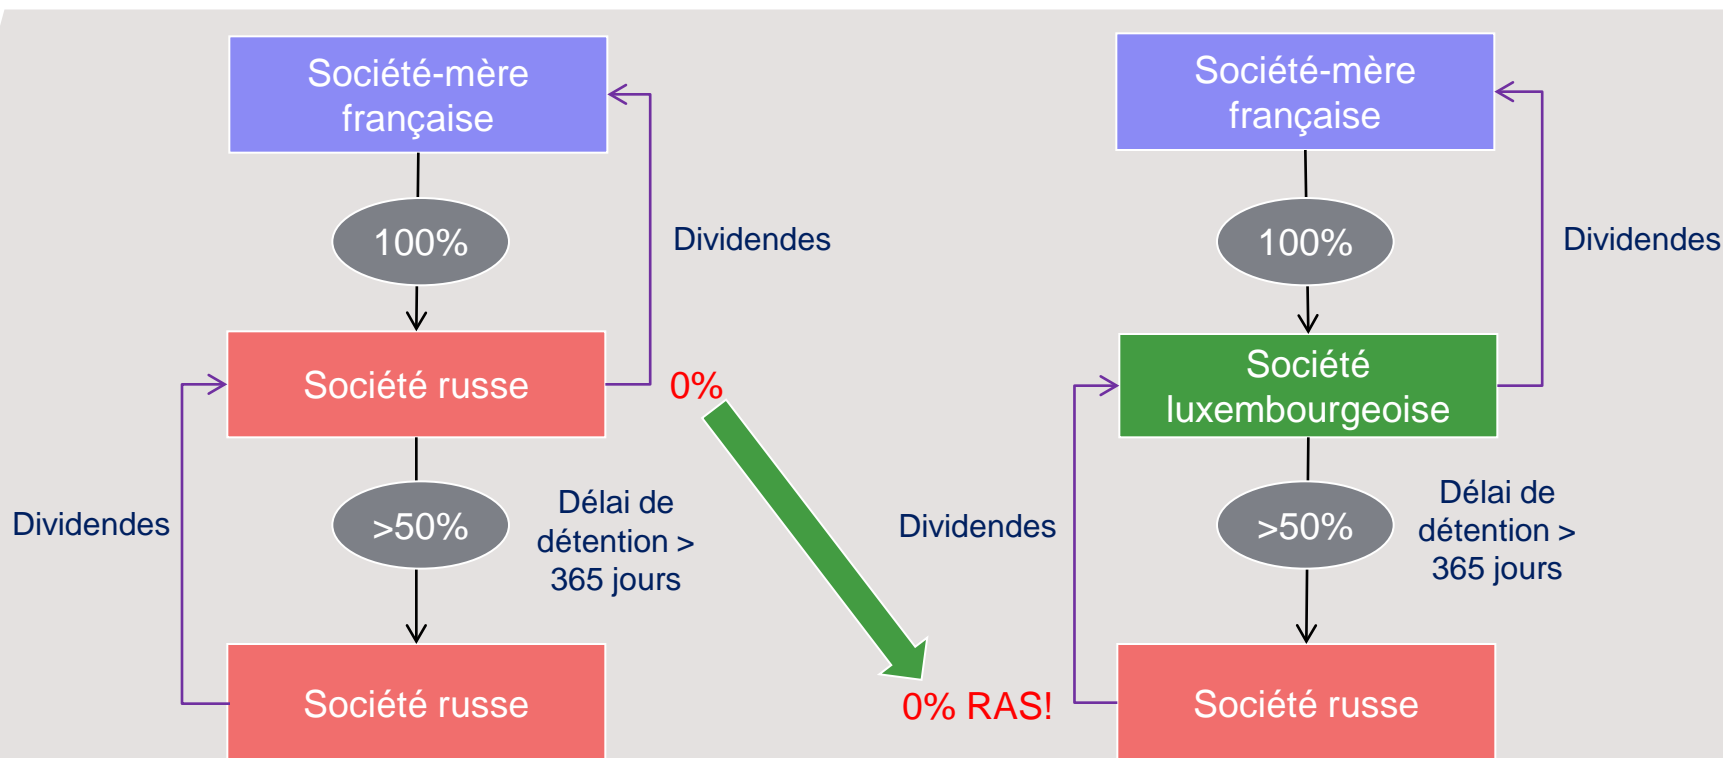 Société-mère
française
100%
Dividendes
Société russe
0%
Dividendes
>50%
Délai de
détention >
365 jours
Société russe
Société-mère
française
100%
Dividendes
Société
luxembourgeoise
Dividendes
>50%
Délai de
détention >
365 jours
0% RAS!
Société russe